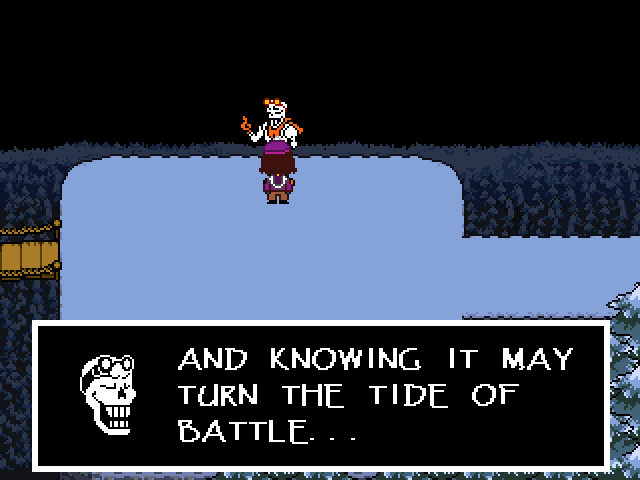 AND KNOWING IT MAY
TURN THE TIDE OF
BATTLE...